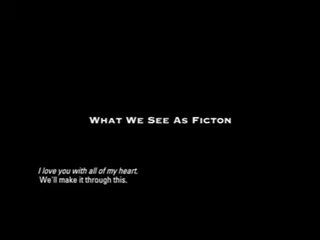 What We See As Ficton
I love you with all of my heart.
We'll make it through this.